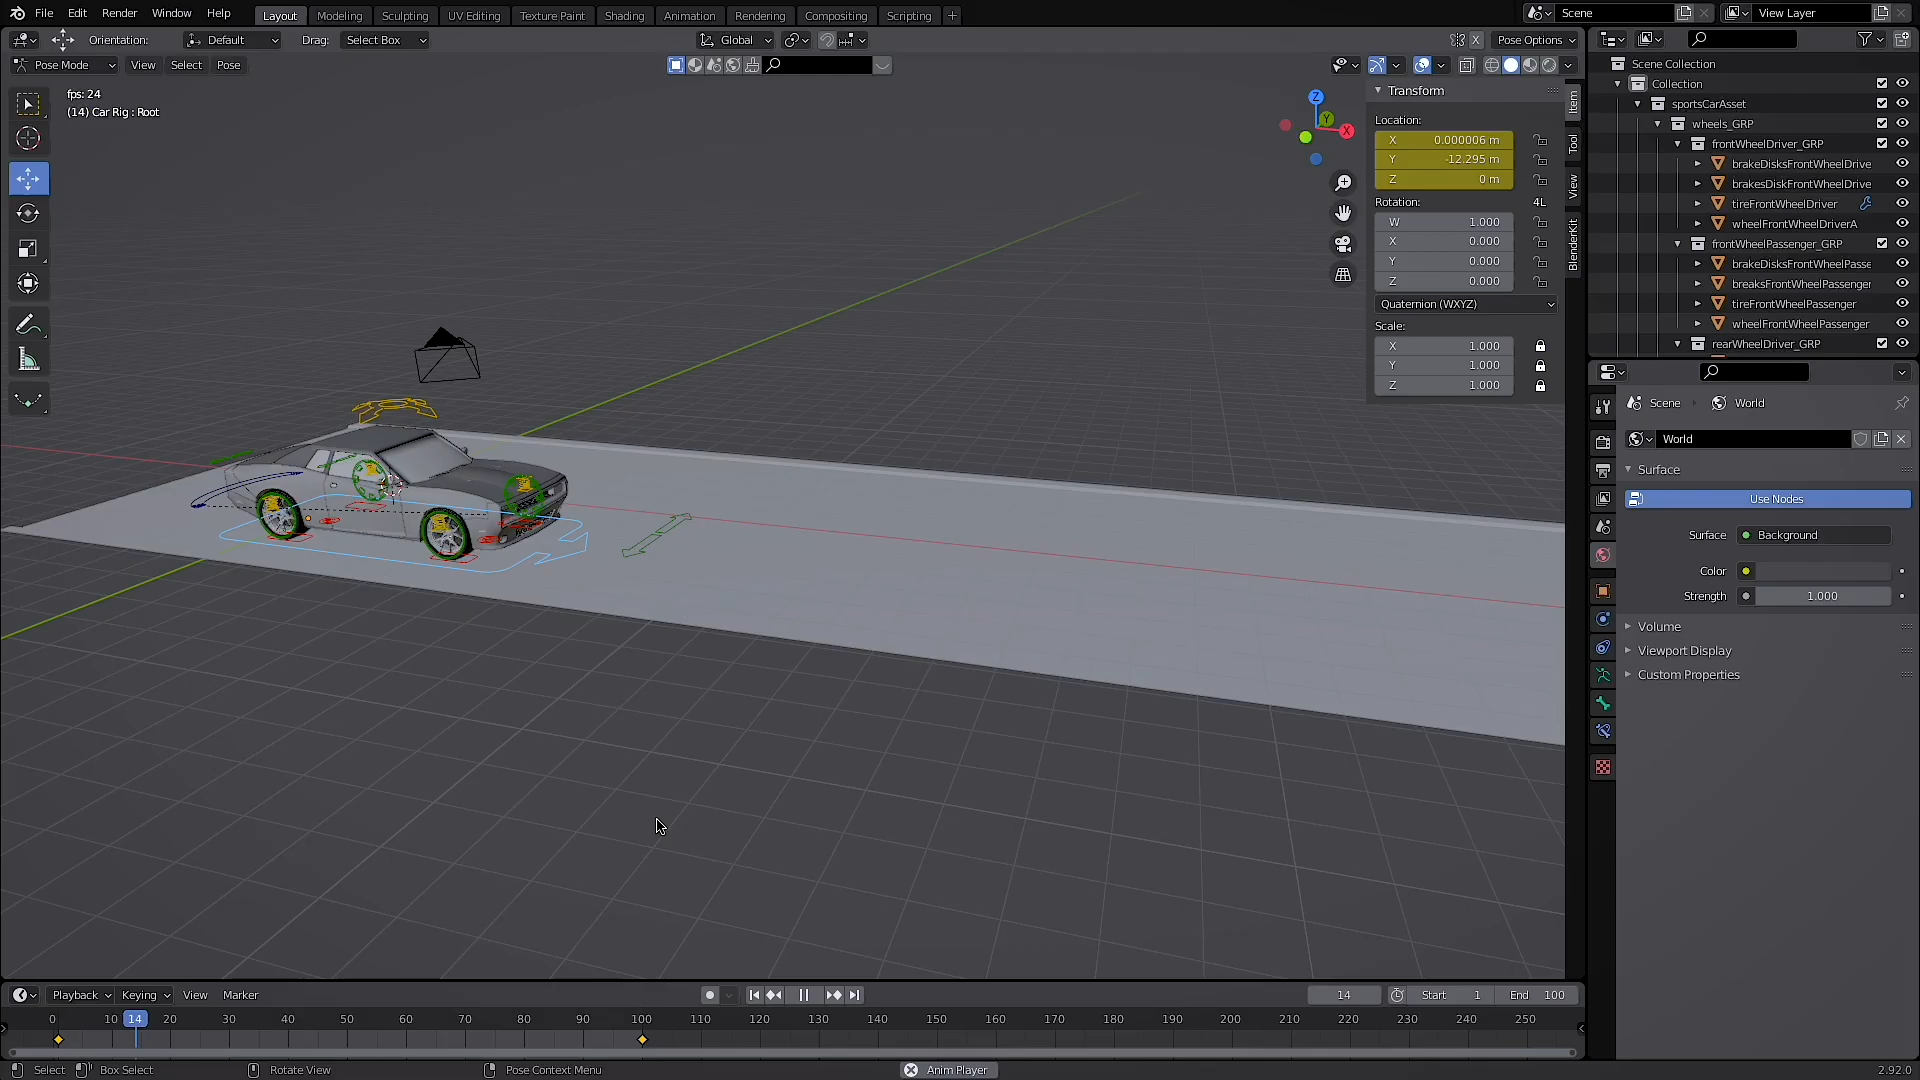 File Edit Render Window Help Layout Modeling Sculpting UV Editing Texture Paint Shading Animation Rendering Compositing Scripting + Scene View Layer
Orientation: Default Drag: Select Box Global X Pose Options
Pose Mode View Select Pose
fps: 24
(14) Car Rig : Root
Z
Y
X
Transform
Location:
X 0.000006 m
Y -12.295 m
Z 0 m
Rotation: 4L
W 1.000
X 0.000
Y 0.000
Z 0.000
Quaternion (WXYZ)
Scale:
X 1.000
Y 1.000
Z 1.000
Item
Tool
View
BlenderKit
Scene Collection
Collection
sportsCarAsset
wheels_GRP
frontWheelDriver_GRP
brakeDisksFrontWheelDrive
brakesDiskFrontWheelDrive
tireFrontWheelDriver
wheelFrontWheelDriverA
frontWheelPassenger_GRP
brakeDisksFrontWheelPasse
breaksFrontWheelPassenger
tireFrontWheelPassenger
wheelFrontWheelPassenger
rearWheelDriver_GRP
Scene World
World
Surface
Use Nodes
Surface Background
Color
Strength 1.000
Volume
Viewport Display
Custom Properties
Playback Keying View Marker 14 Start 1 End 100
0 10 14 20 30 40 50 60 70 80 90 100 110 120 130 140 150 160 170 180 190 200 210 220 230 240 250
Select Box Select Rotate View Pose Context Menu Anim Player 2.92.0